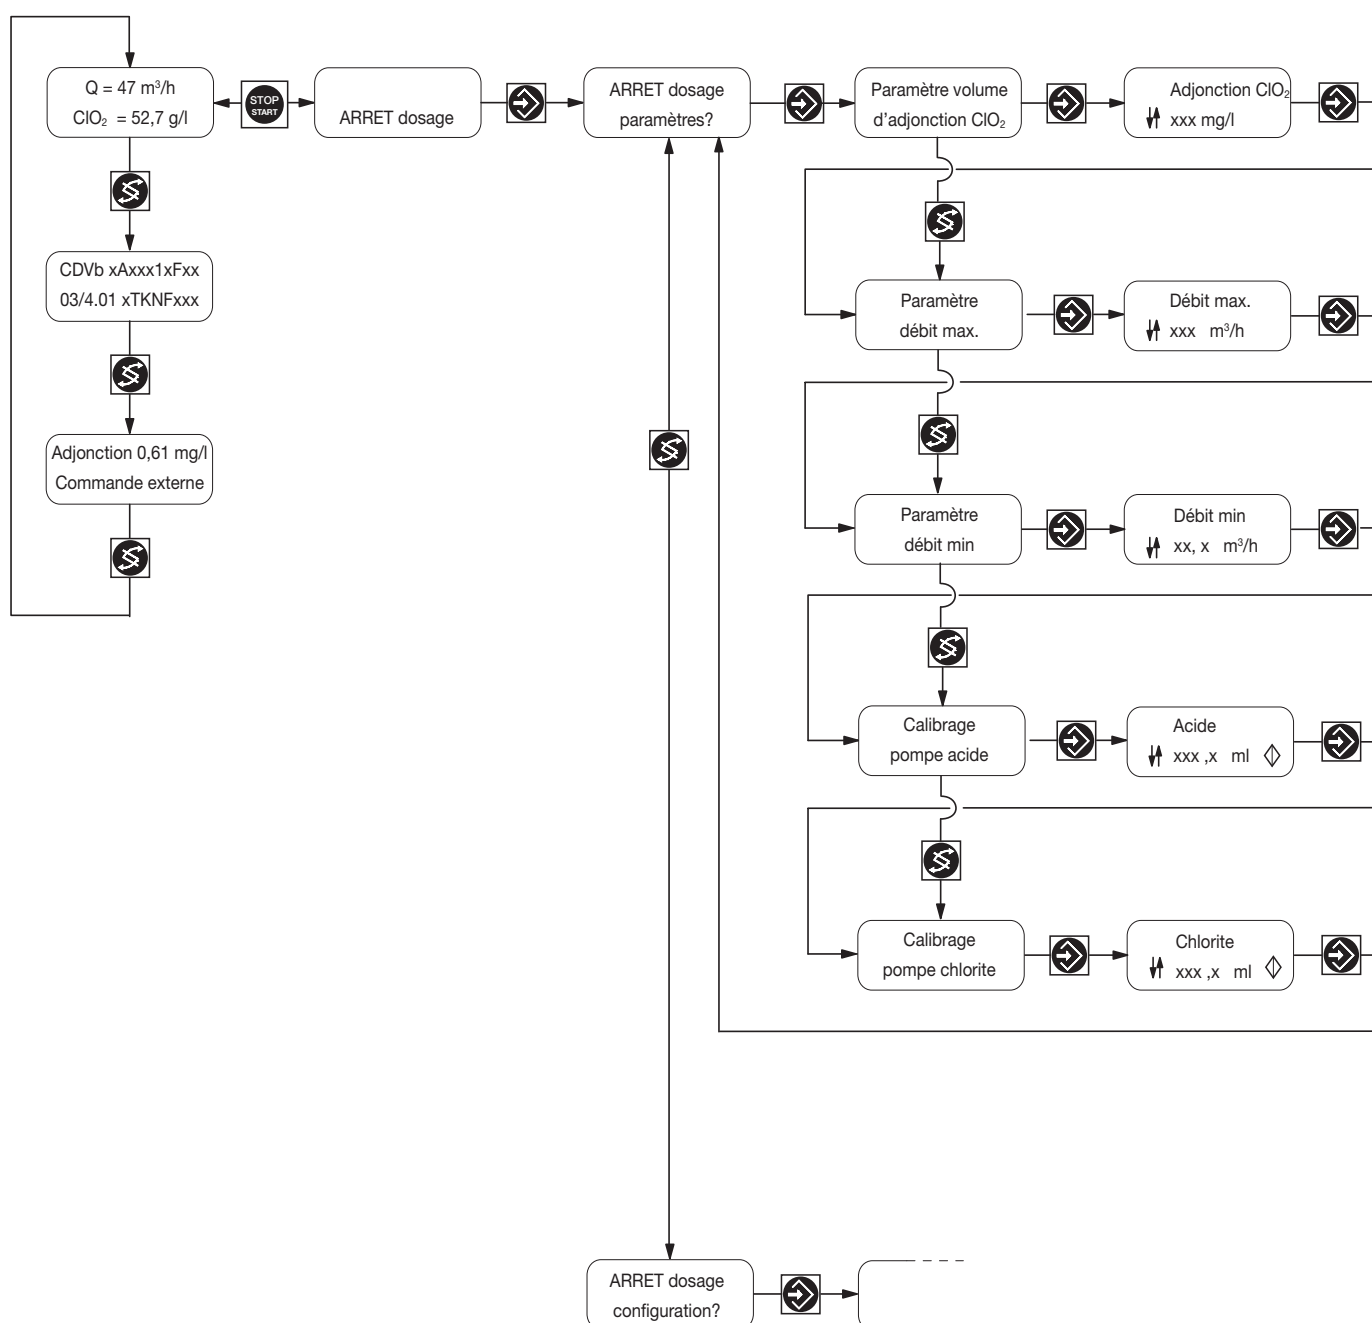 Q = 47 m³/h
ClO₂ = 52,7 g/l
STOP
START
ARRET dosage
ARRET dosage
paramètres?
Paramètre volume
d'adjonction ClO₂
Adjonction ClO₂
xxx mg/l
CDVb xAxxx1xFxx
03/4.01 xTKNFxxx
Paramètre
débit max.
Débit max.
xxx m³/h
Adjonction 0,61 mg/l
Commande externe
Paramètre
débit min
Débit min
xx, x m³/h
Calibrage
pompe acide
Acide
xxx ,x ml
Calibrage
pompe chlorite
Chlorite
xxx ,x ml
ARRET dosage
configuration?